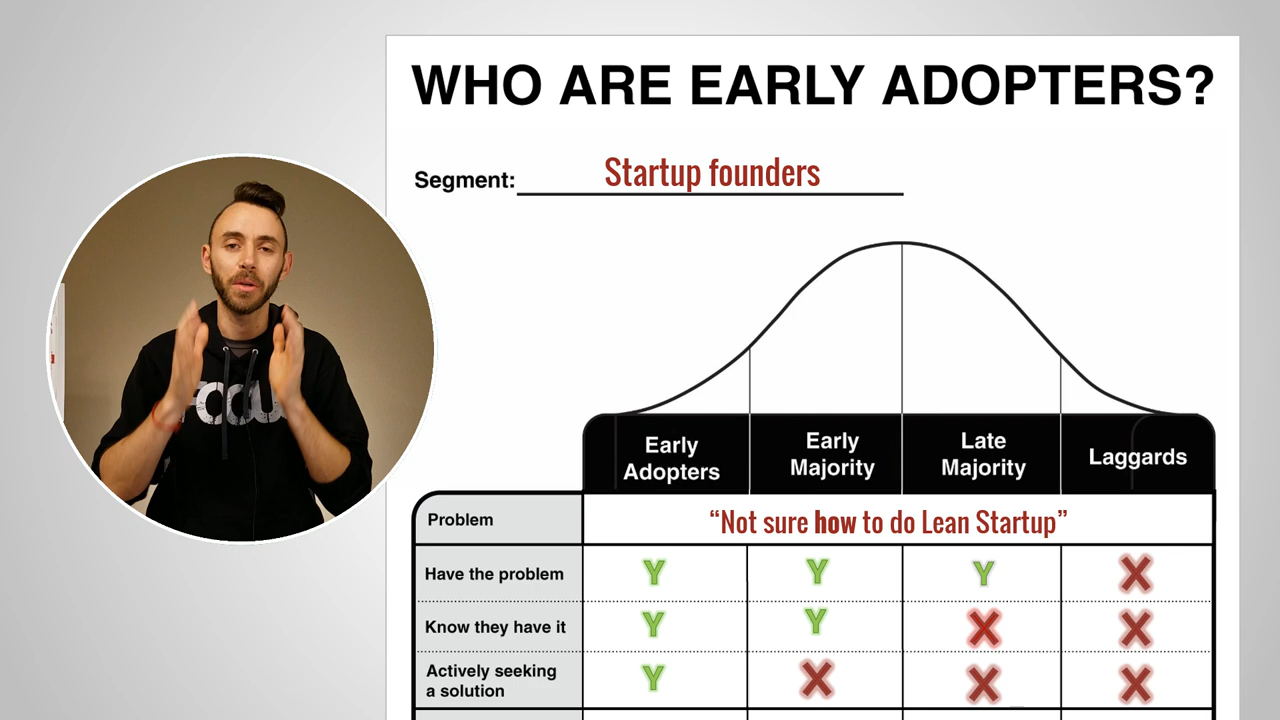 WHO ARE EARLY ADOPTERS?
Segment: Startup founders
Early Adopters
Early Majority
Late Majority
Laggards
Problem
“Not sure how to do Lean Startup”
Have the problem Y Y Y X
Know they have it Y Y X X
Actively seeking
a solution Y X X X